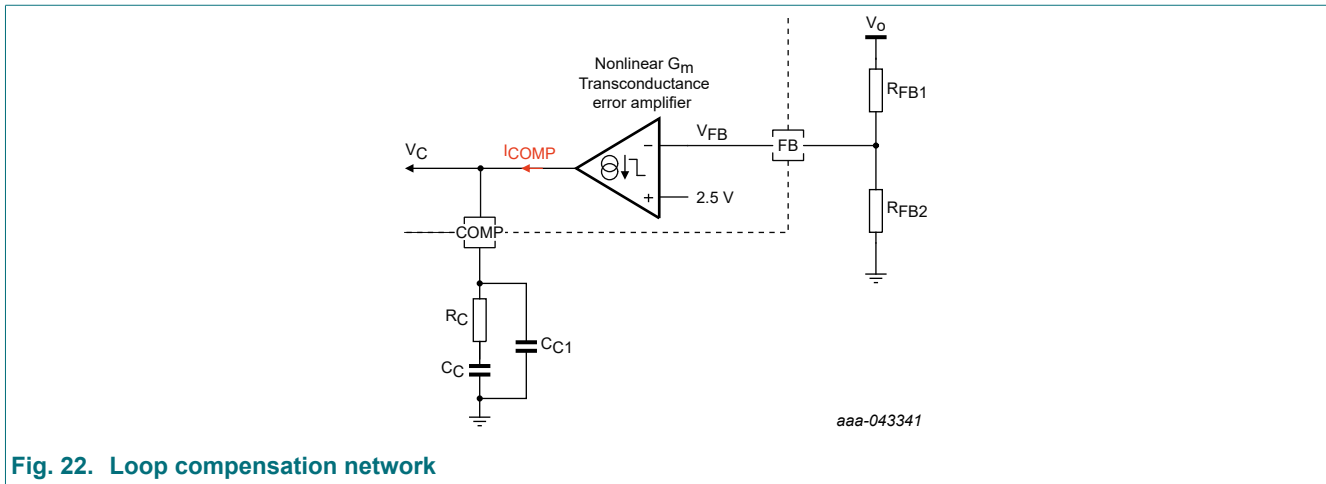 Vo
Nonlinear Gm
Transconductance
error amplifier
RFB1
VFB
VC
ICOMP
−
FB
+
2.5 V
RFB2
COMP
RC
CC1
CC
aaa-043341
Fig. 22. Loop compensation network